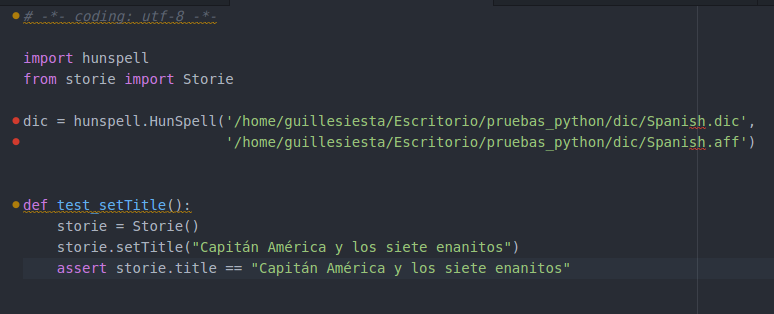 # -*- coding: utf-8 -*-
import hunspell
from storie import Storie
dic = hunspell.HunSpell('/home/guillesiesta/Escritorio/pruebas_python/dic/Spanish.dic',
'/home/guillesiesta/Escritorio/pruebas_python/dic/Spanish.aff')
def test_setTitle():
storie = Storie()
storie.setTitle("Capitán América y los siete enanitos")
assert storie.title == "Capitán América y los siete enanitos"